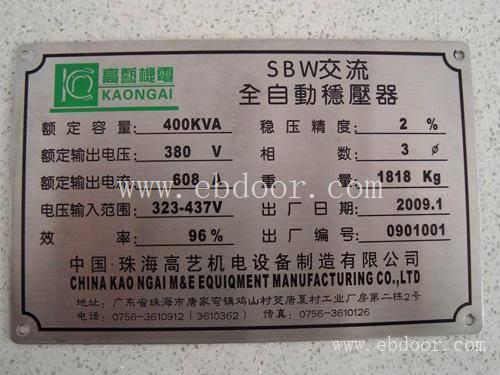 高藝機電
KAONGAI
SBW交流
全自動穩壓器
额定容量: 400KVA 稳压精度: 2 %
额定输出电压: 380 V 相数: 3 ø
额定输出电流: 608 A 重量: 1818 Kg
电压输入范围: 323-437V 出厂日期: 2009.1
效率: 96% 出厂编号: 0901001
www.ebdoor.com
中国·珠海高艺机电设备制造有限公司
CHINA KAO NGAI M&E EQUIQMENT MANUFACTURING CO.,LTD
地址: 广东省珠海市唐家弯镇鸡山村茭唐夏村工业厂房第二栋2号
电话: 0756-3610912 (3610362) 传真: 0756-3610126
ebdoor.com
ebdoor.com